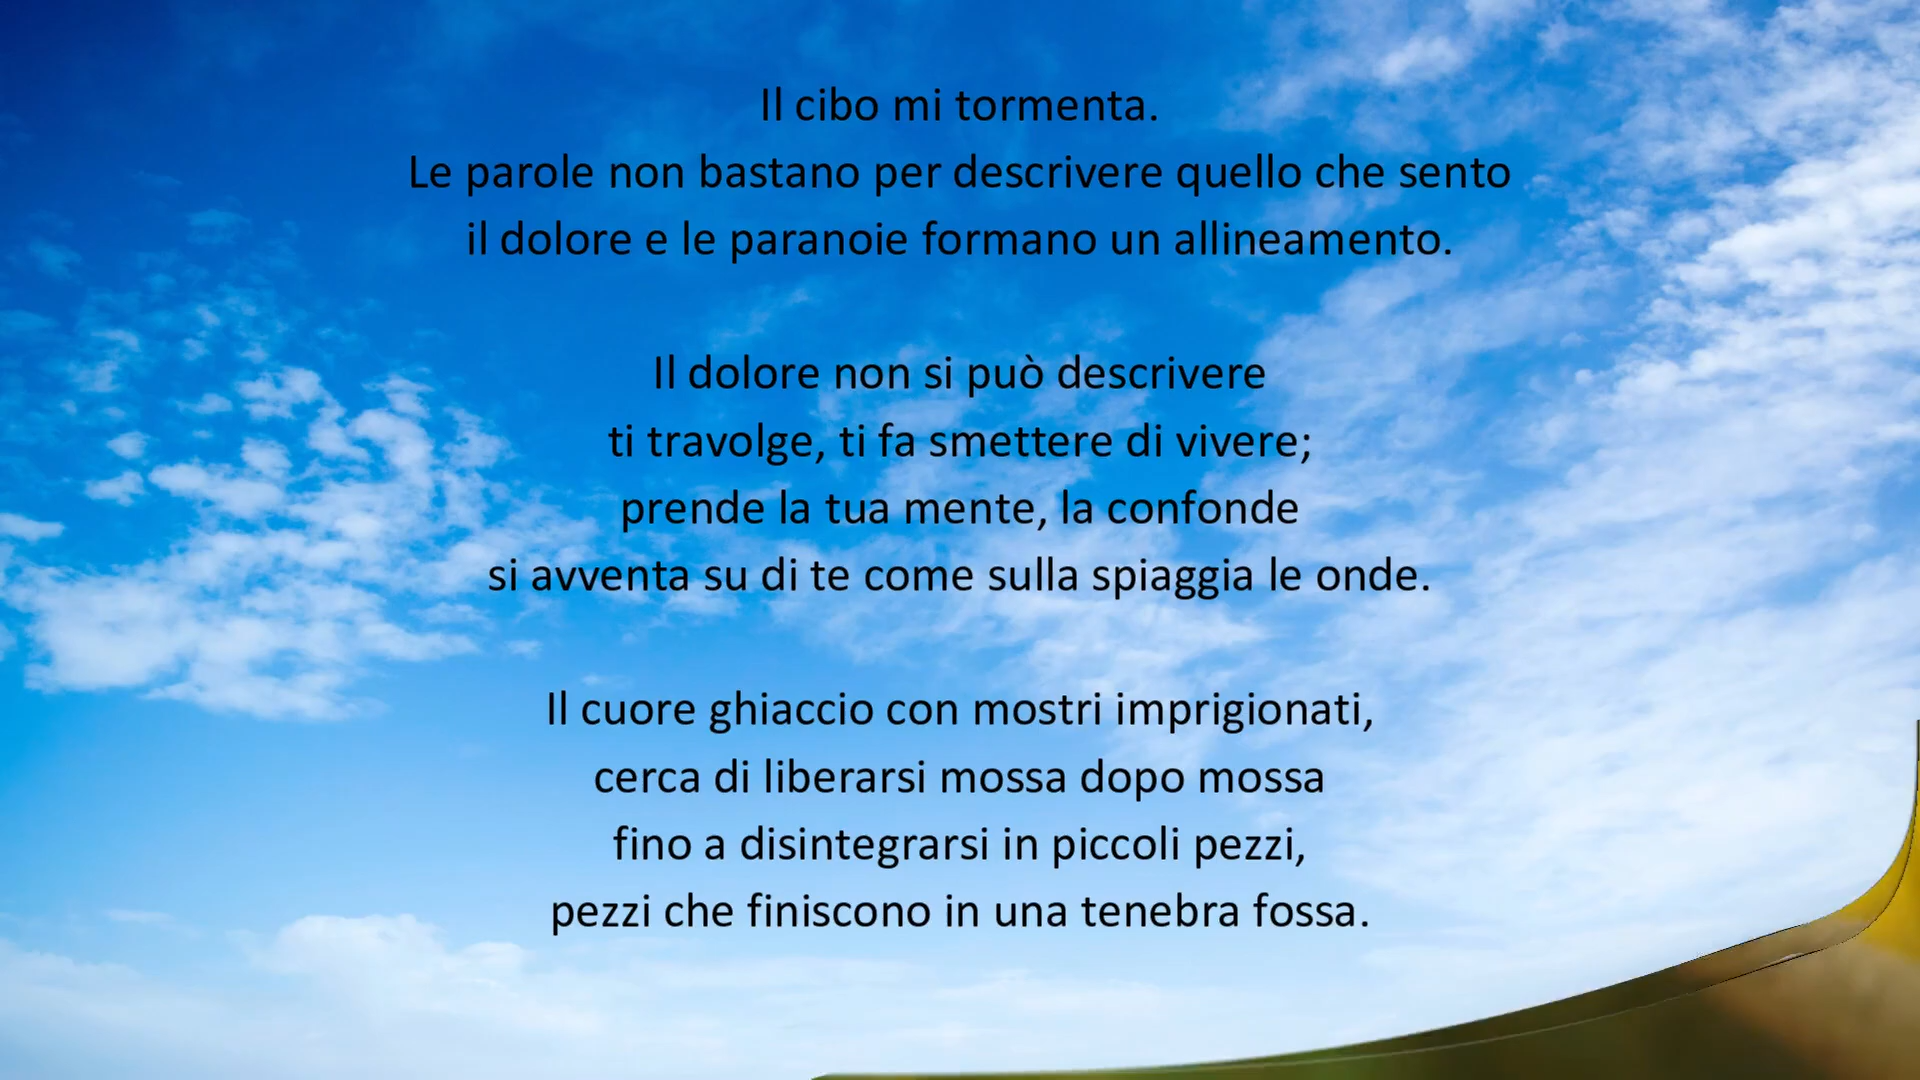 Il cibo mi tormenta.
Le parole non bastano per descrivere quello che sento
il dolore e le paranoie formano un allineamento.
Il dolore non si può descrivere
ti travolge, ti fa smettere di vivere;
prende la tua mente, la confonde
si avventa su di te come sulla spiaggia le onde.
Il cuore ghiaccio con mostri imprigionati,
cerca di liberarsi mossa dopo mossa
fino a disintegrarsi in piccoli pezzi,
pezzi che finiscono in una tenebra fossa.